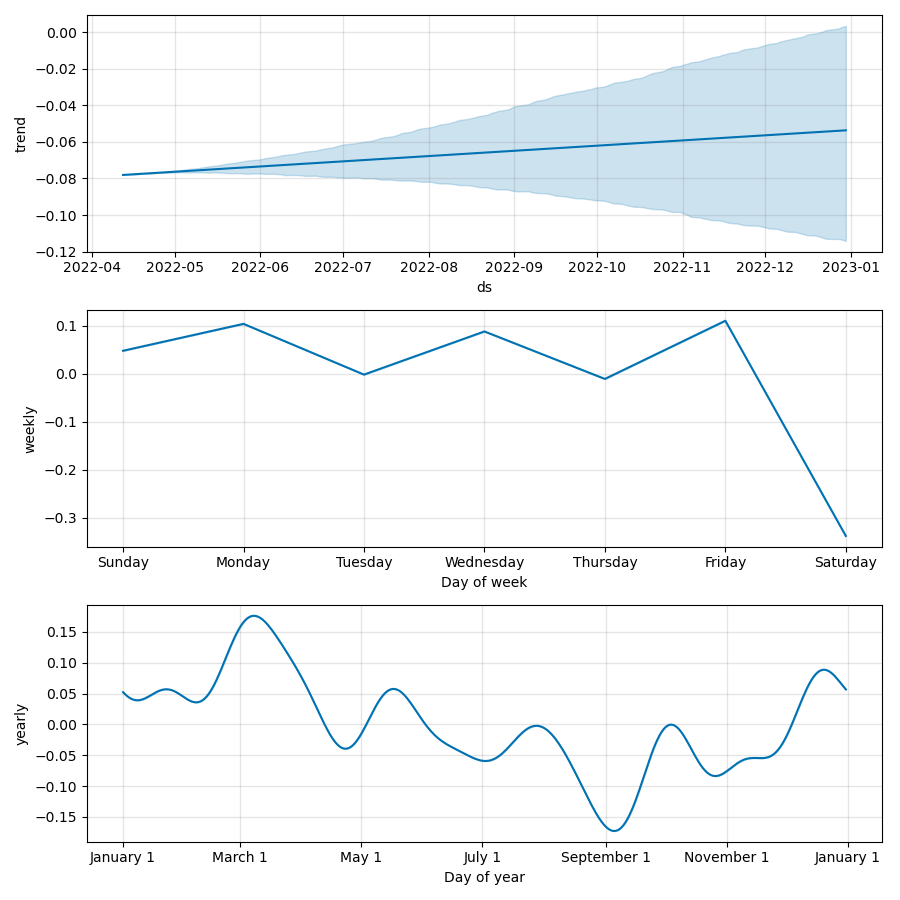 0.00
−0.02
−0.04
−0.06
−0.08
−0.10
−0.12
trend
2022-04 2022-05 2022-06 2022-07 2022-08 2022-09 2022-10 2022-11 2022-12 2023-01
ds
0.1
0.0
−0.1
−0.2
−0.3
weekly
Sunday Monday Tuesday Wednesday Thursday Friday Saturday
Day of week
0.15
0.10
0.05
0.00
−0.05
−0.10
−0.15
yearly
January 1 March 1 May 1 July 1 September 1 November 1 January 1
Day of year